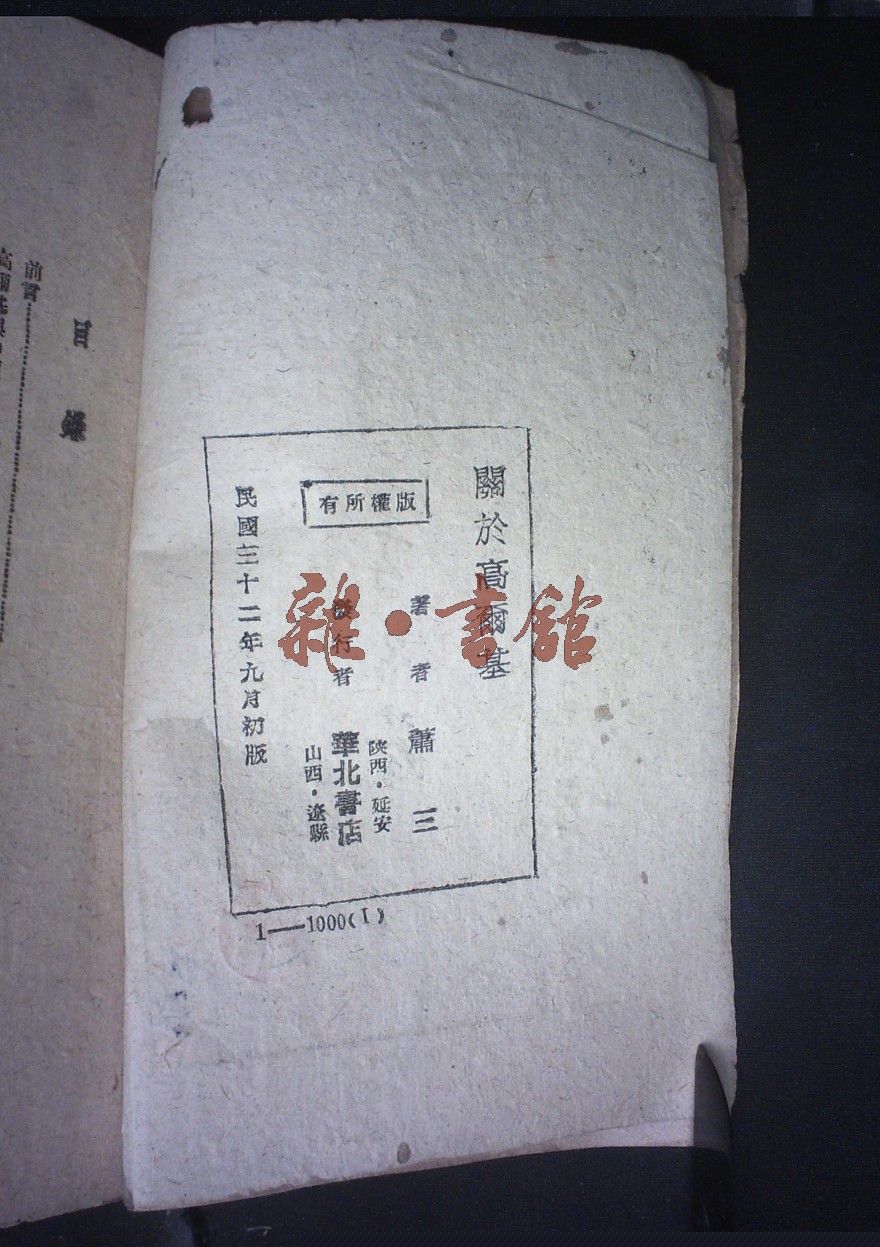 關於高爾基
著者 蕭三
版權所有
發行者 華北書店
陝西·延安
山西·遼縣
民國三十二年九月初版
1—1000(I)
目錄
前言
雜·書館